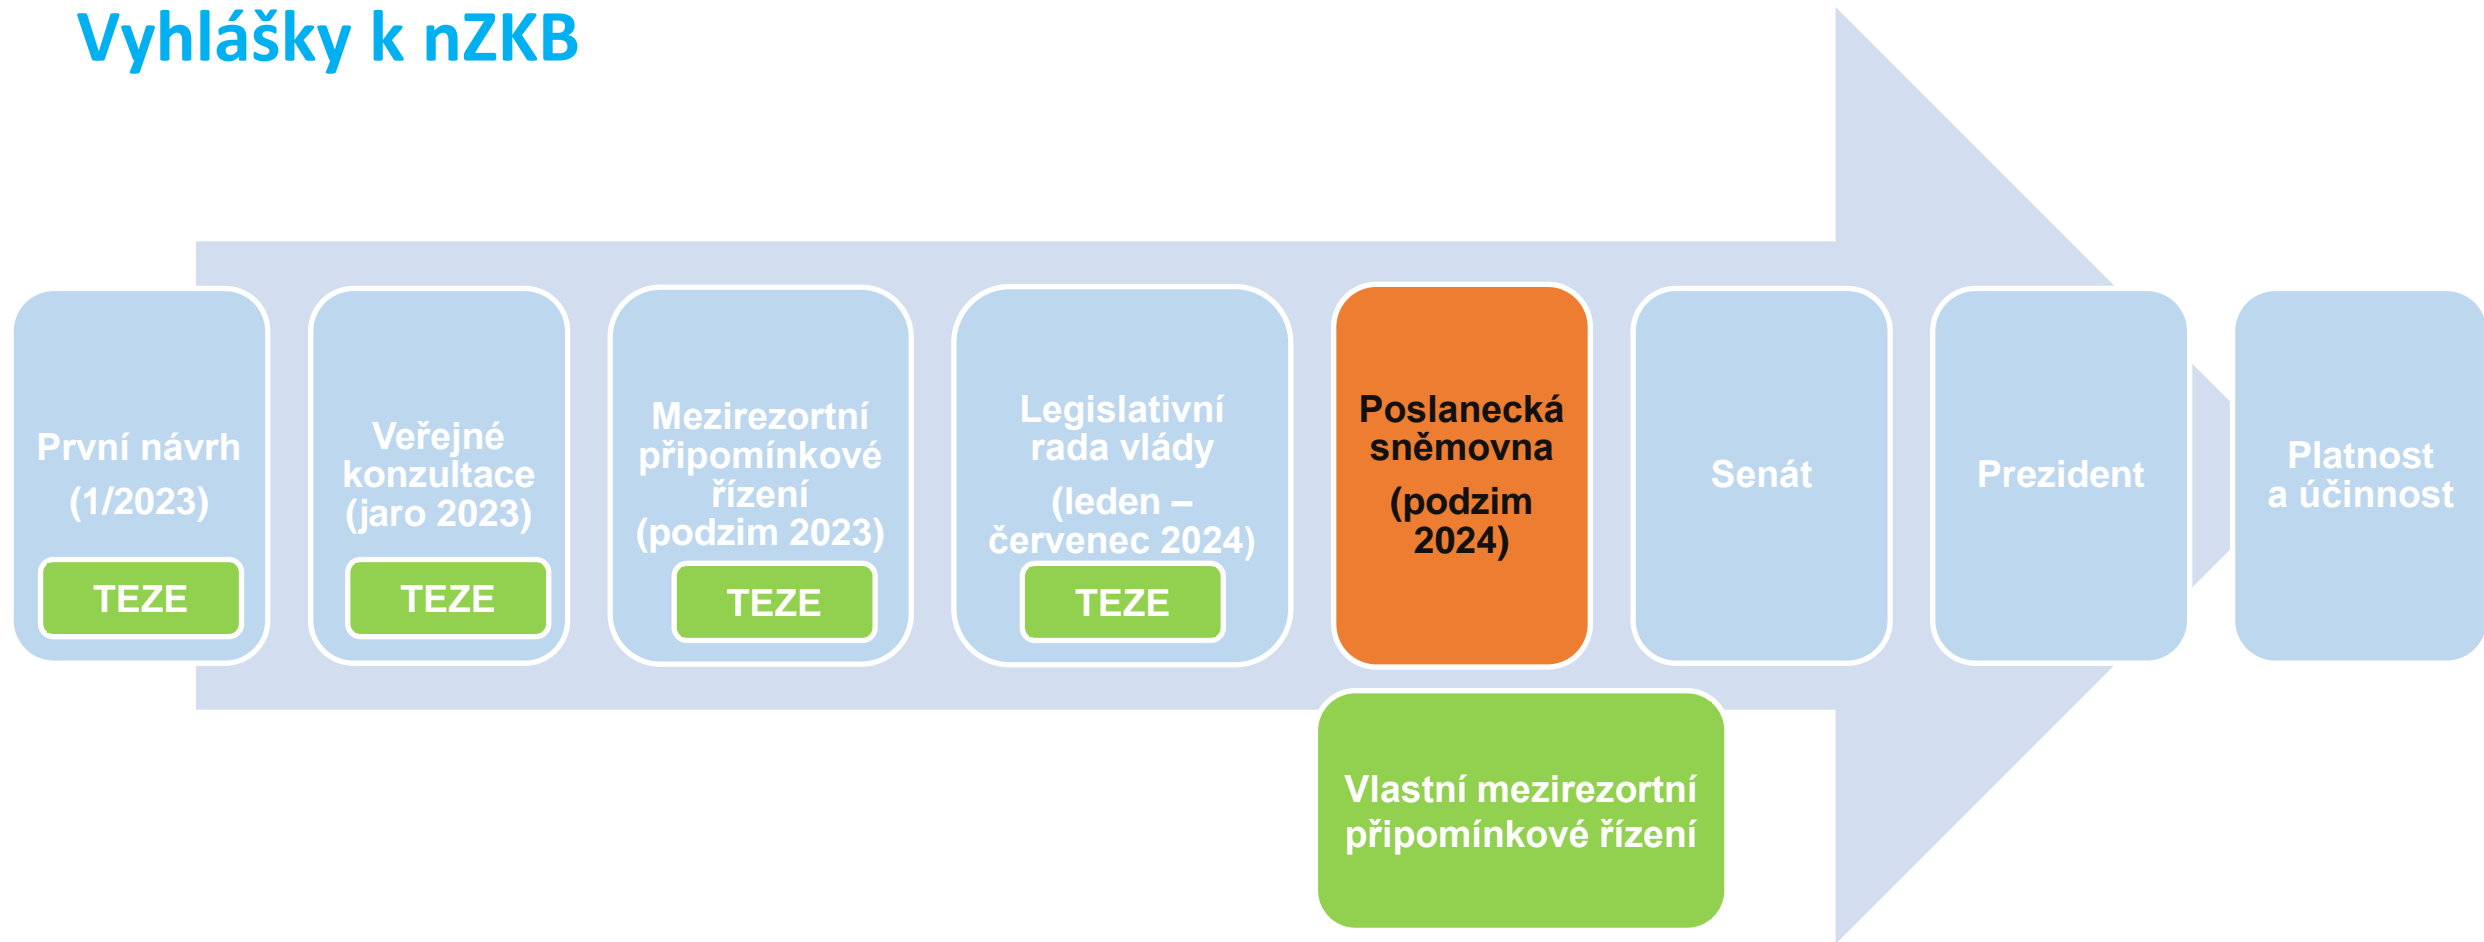 Vyhlášky k nZKB
První návrh
(1/2023)
TEZE
Veřejné
konzultace
(jaro 2023)
TEZE
Mezirezortní
připomínkové
řízení
(podzim 2023)
TEZE
Legislativní
rada vlády
(leden –
červenec 2024)
TEZE
Poslanecká
sněmovna
(podzim
2024)
Senát
Prezident
Platnost
a účinnost
Vlastní mezirezortní
připomínkové řízení